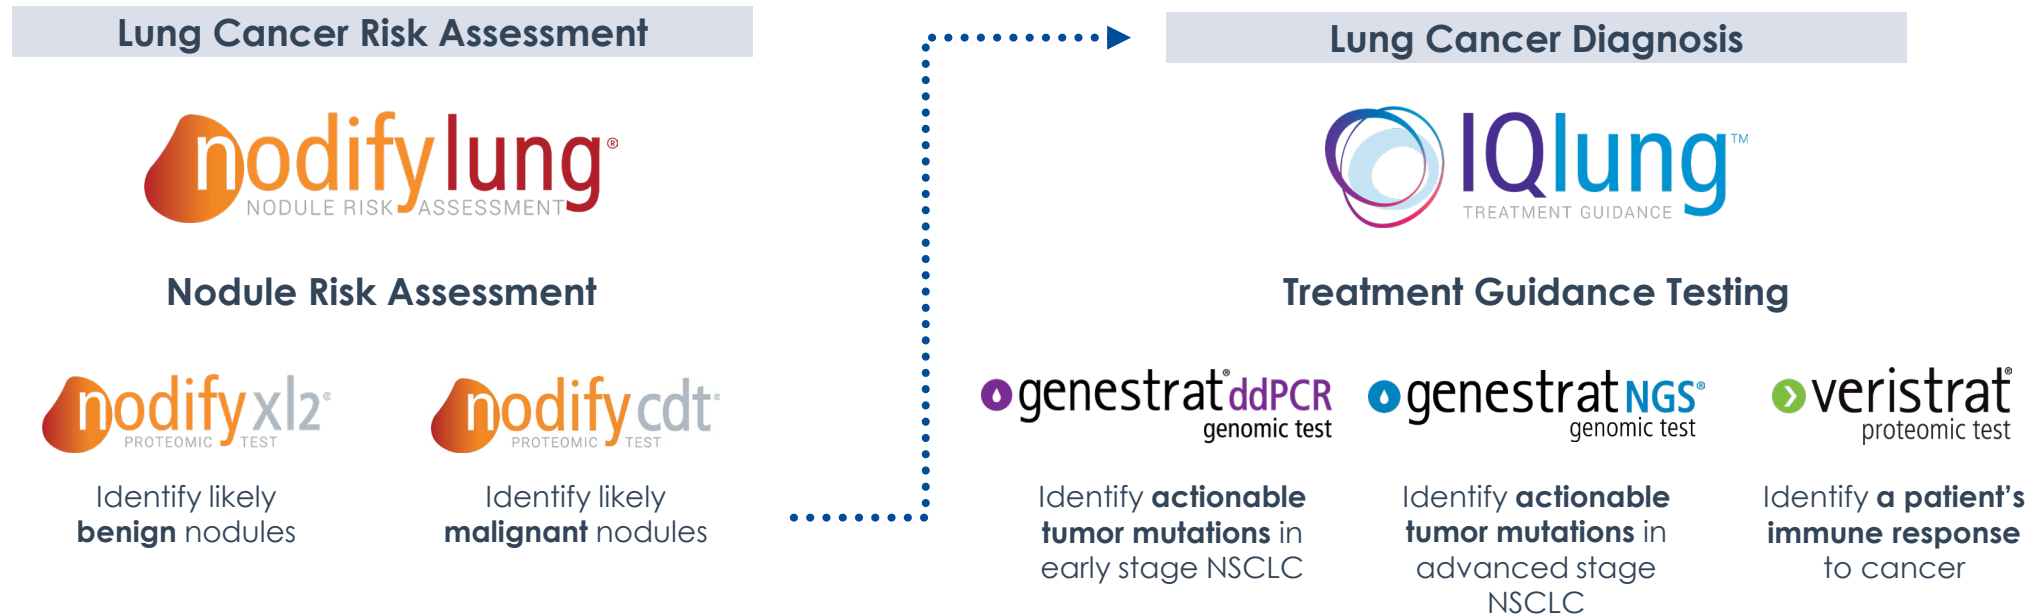 Lung Cancer Risk Assessment
nodifylung®
NODULE RISK ASSESSMENT
Nodule Risk Assessment
nodifyxl2®
PROTEOMIC TEST
Identify likely
benign nodules
nodifycdt®
PROTEOMIC TEST
Identify likely
malignant nodules
Lung Cancer Diagnosis
IQlung™
TREATMENT GUIDANCE
Treatment Guidance Testing
genestrat® ddPCR
genomic test
Identify actionable
tumor mutations in
early stage NSCLC
genestrat NGS®
genomic test
Identify actionable
tumor mutations in
advanced stage
NSCLC
veristrat®
proteomic test
Identify a patient’s
immune response
to cancer